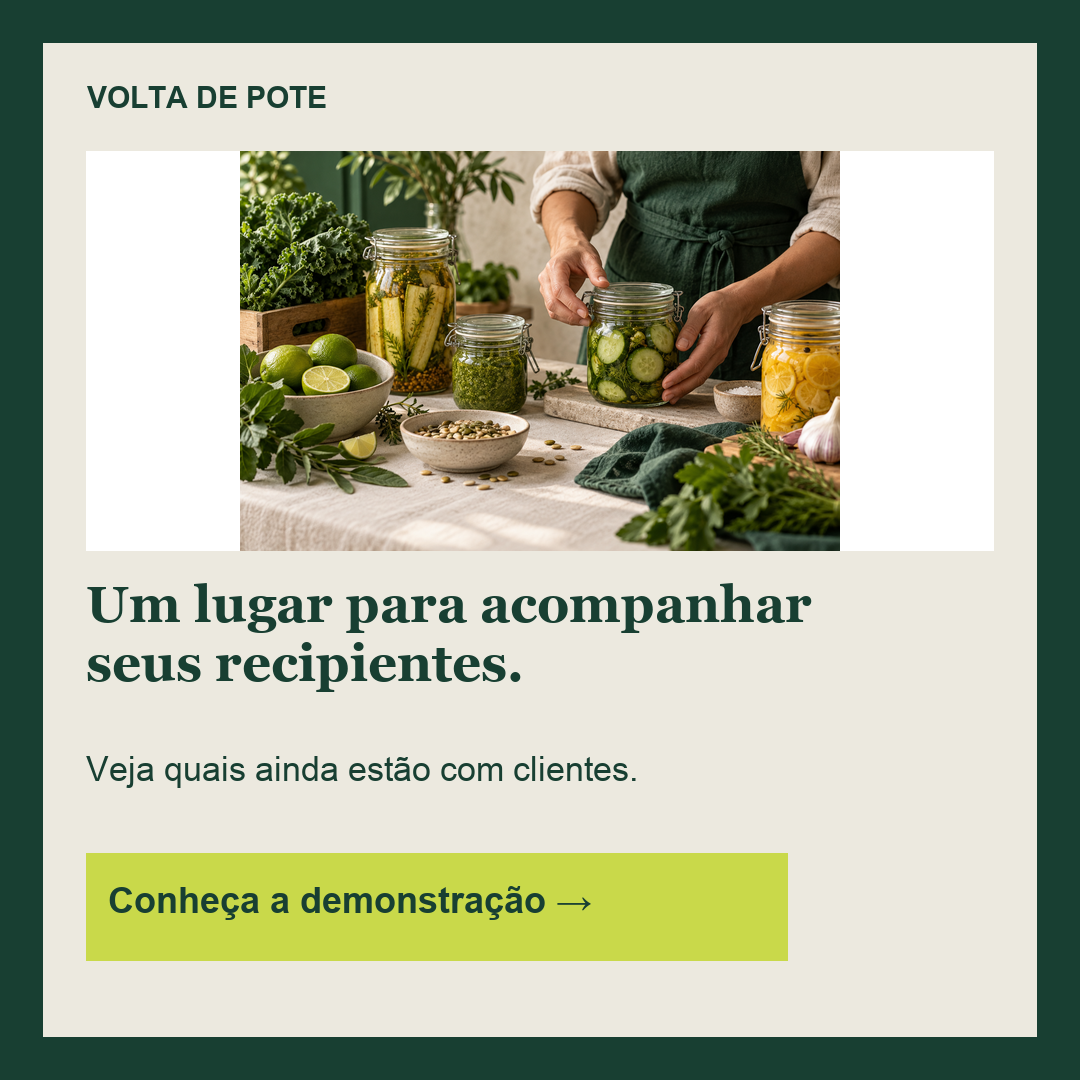 VOLTA DE POTE
Um lugar para acompanhar
seus recipientes.
Veja quais ainda estão com clientes.
Conheça a demonstração →